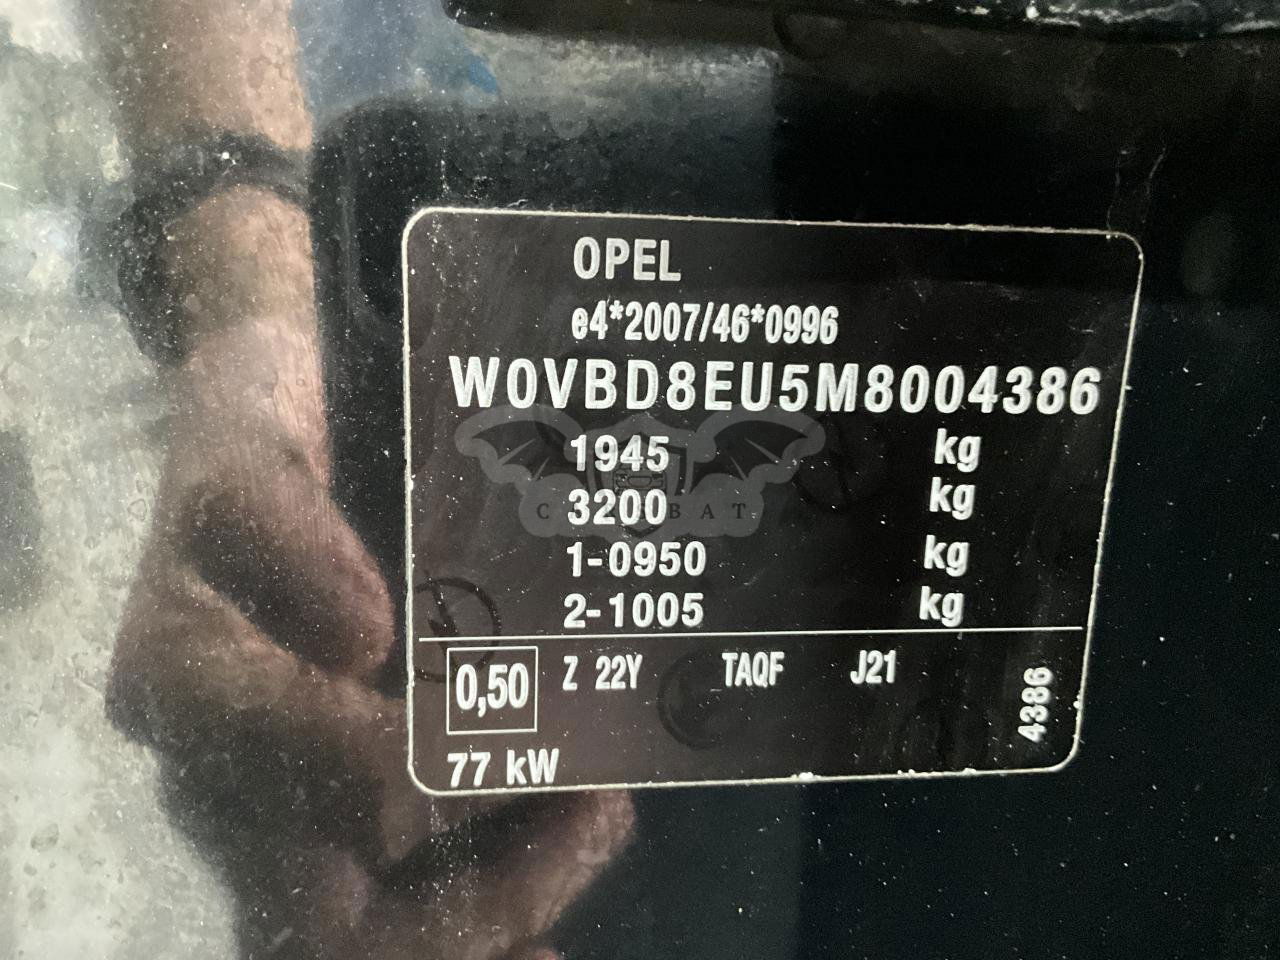 OPEL
e4*2007/46*0996
W0VBD8EU5M8004386
1945 kg
3200 kg
1-0950 kg
2-1005 kg
0,50 Z 22Y TAQF J21
4386
77 kW